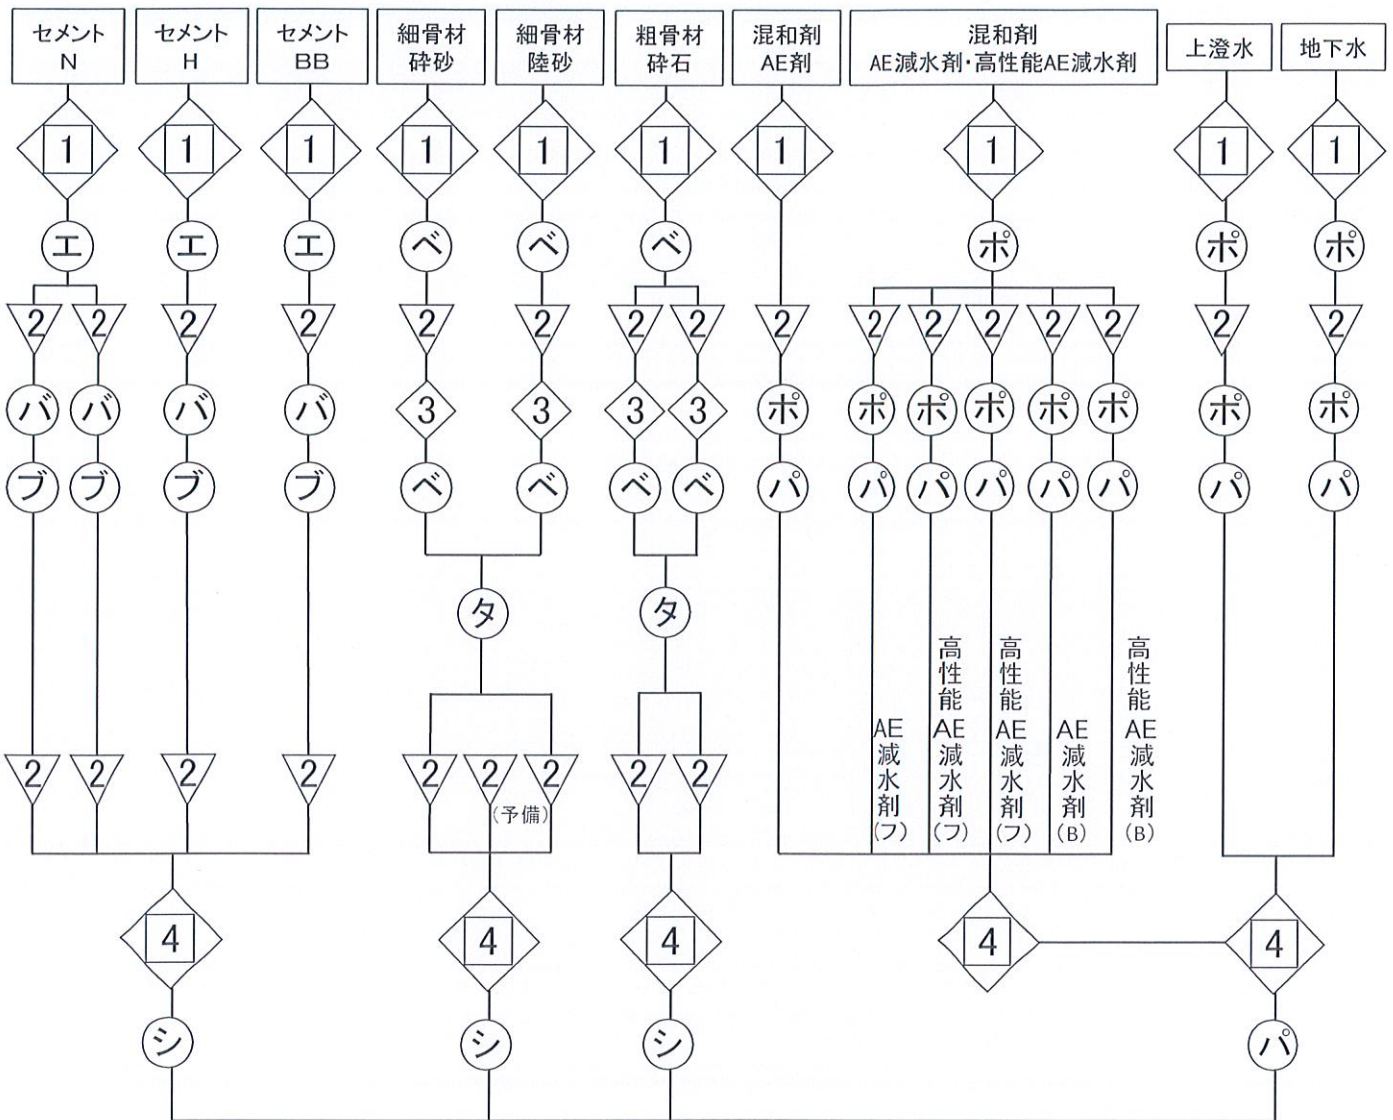 セメント
N
セメント
H
セメント
BB
細骨材
砕砂
細骨材
陸砂
粗骨材
砕石
混和剤
AE剤
混和剤
AE減水剤・高性能AE減水剤
上澄水
地下水
1 1 1 1 1 1 1 1 1 1
エ エ エ ベ ベ ベ ポ ポ ポ
2 2 2 2 2 2 2 2 2 2 2 2 2 2 2 2
バ バ バ バ 3 3 3 3 ポ ポ ポ ポ ポ ポ ポ ポ
ブ ブ ブ ブ ベ ベ ベ ベ パ パ パ パ パ パ パ パ
タ タ
AE減水剤(フ)
高性能AE減水剤(フ)
高性能AE減水剤(フ)
AE減水剤(B)
高性能AE減水剤(B)
2 2 2 2 2 2 2 2 2
(予備)
4 4 4 4 4
シ シ シ パ